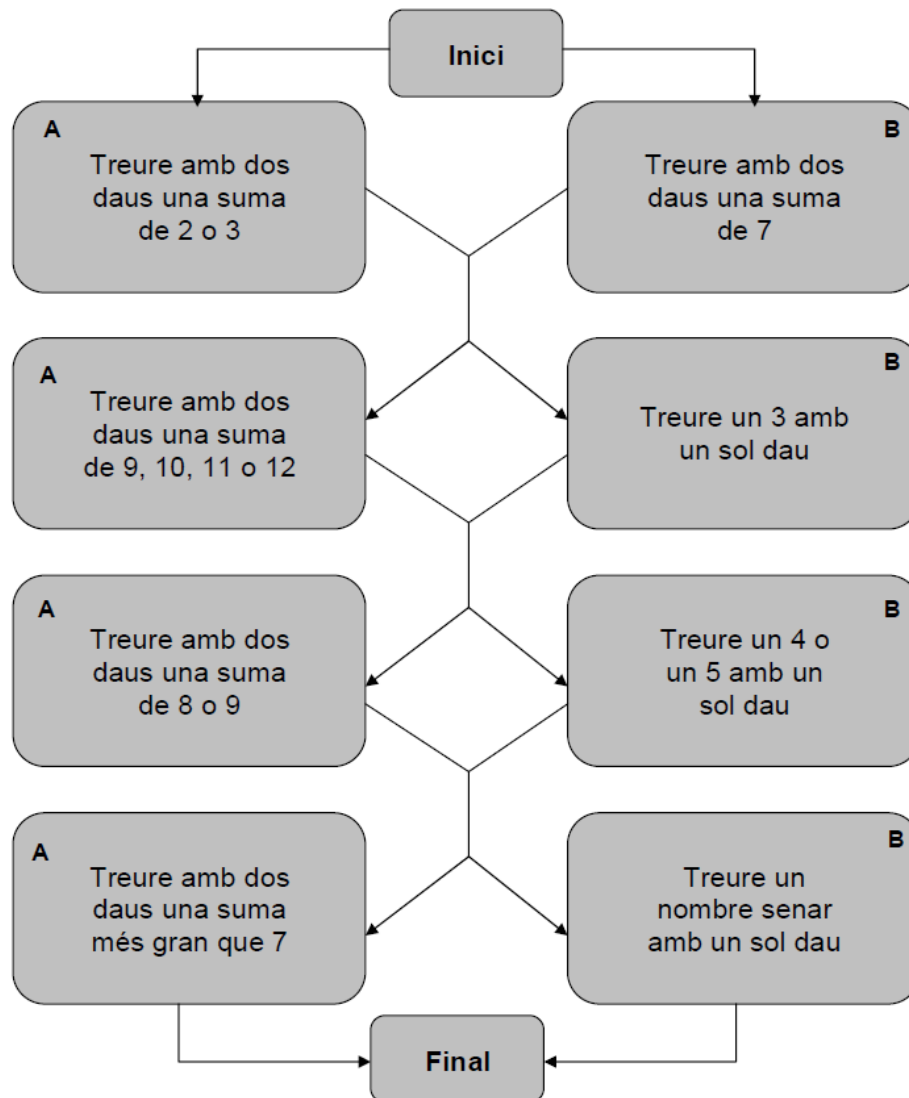 Inici
A
Treure amb dos
daus una suma
de 2 o 3
B
Treure amb dos
daus una suma
de 7
A
Treure amb dos
daus una suma
de 9, 10, 11 o 12
B
Treure un 3 amb
un sol dau
A
Treure amb dos
daus una suma
de 8 o 9
B
Treure un 4 o
un 5 amb un
sol dau
A
Treure amb dos
daus una suma
més gran que 7
B
Treure un
nombre senar
amb un sol dau
Final